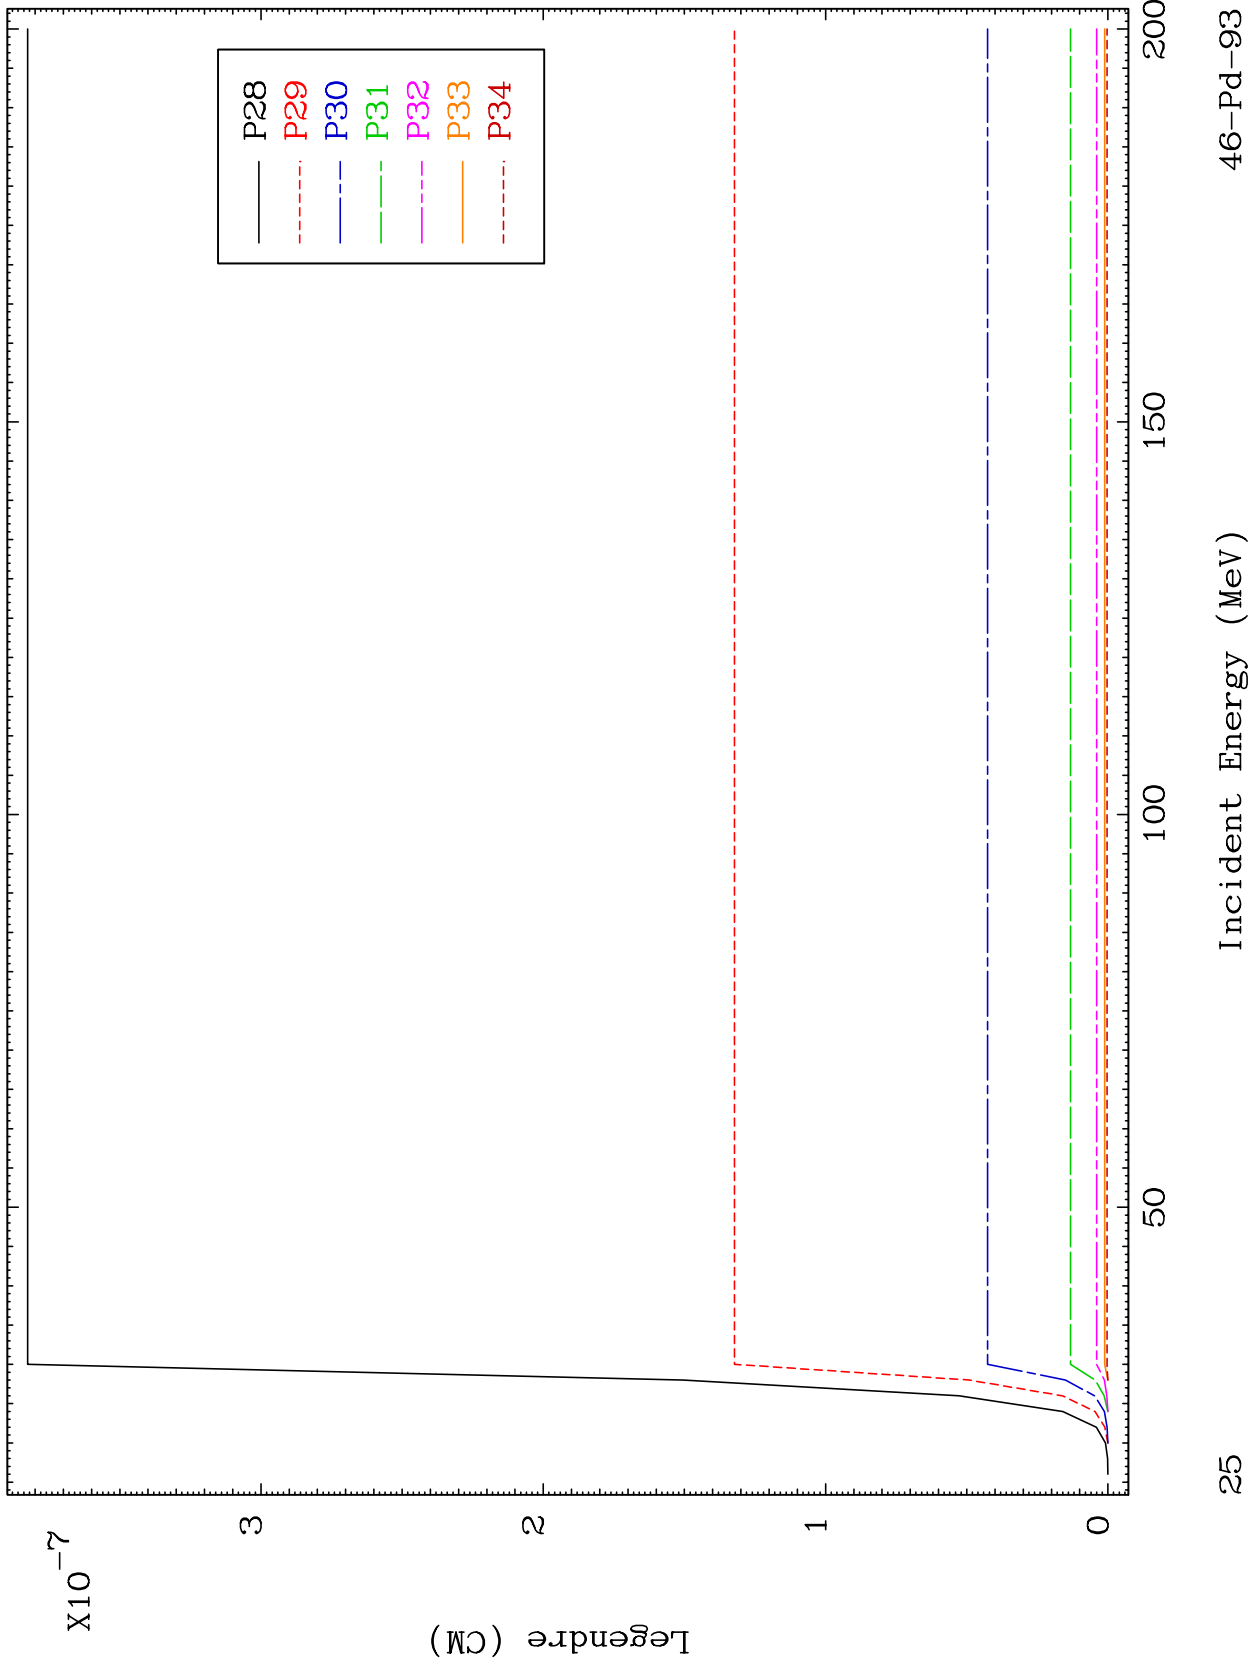 X10⁻⁷
3
2
1
0
Legendre (CM)
P28
P29
P30
P31
P32
P33
P34
50
100
150
200
Incident Energy (MeV)
25
46-Pd-93